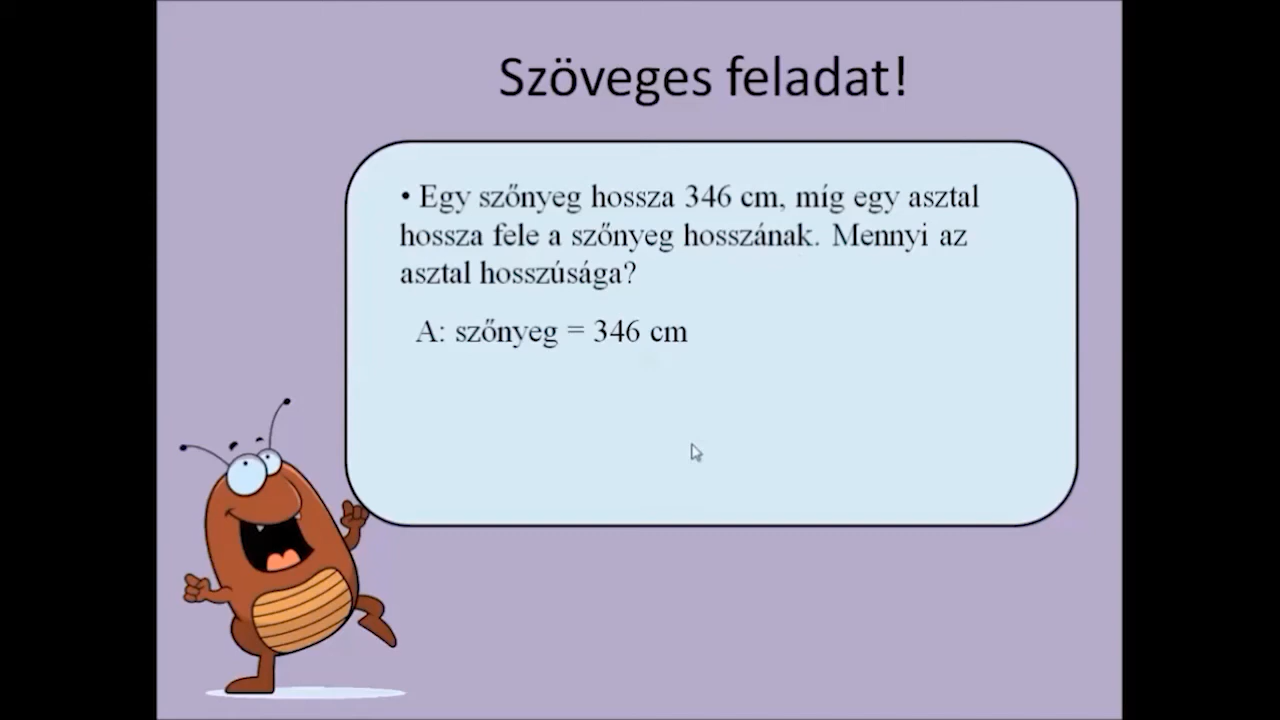 Szöveges feladat!
• Egy szőnyeg hossza 346 cm, míg egy asztal
hossza fele a szőnyeg hosszának. Mennyi az
asztal hosszúsága?
A: szőnyeg = 346 cm